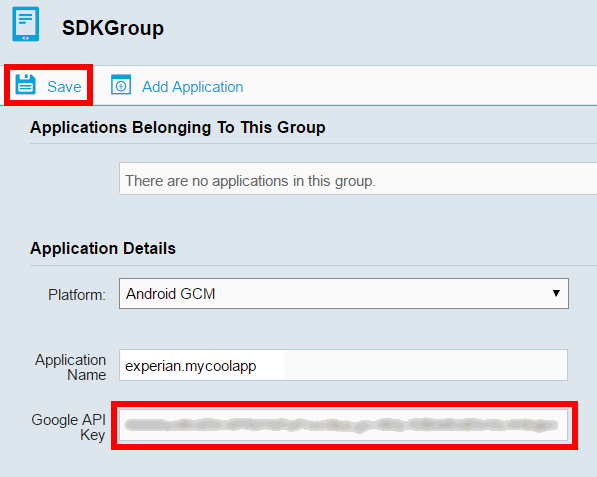 SDKGroup
Save Add Application
Applications Belonging To This Group
There are no applications in this group.
Application Details
Platform: Android GCM
Application
Name
experian.mycoolapp
Google API
Key